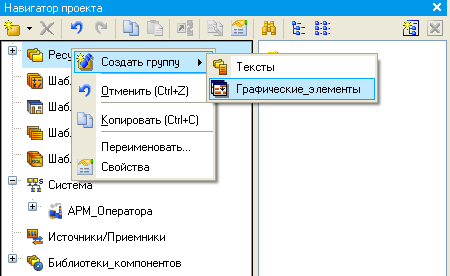 Навигатор проекта
Ресу
Создать группу
Тексты
Графические_элементы
Шаб
Отменить (Ctrl+Z)
Шаб
Копировать (Ctrl+C)
Шаб
Переименовать...
Шаб
Свойства
Система
АРМ_Оператора
Источники/Приемники
Библиотеки_компонентов